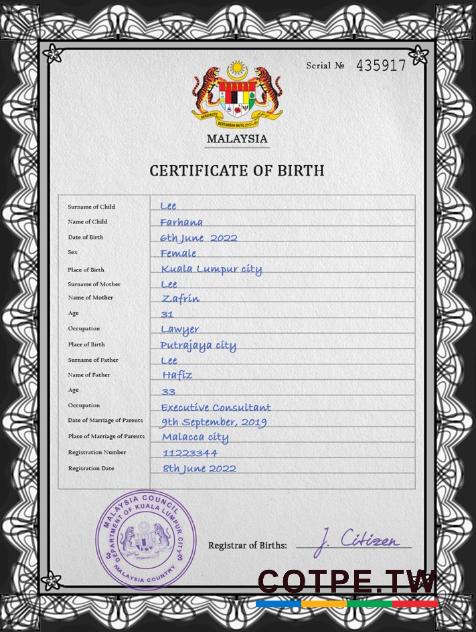 Serial № 435917
MALAYSIA
CERTIFICATE OF BIRTH
Surname of Child Lee
Name of Child Farhana
Date of Birth 6th June 2022
Sex Female
Place of Birth Kuala Lumpur city
Surname of Mother Lee
Name of Mother Zafrin
Age 31
Occupation Lawyer
Place of Birth Putrajaya city
Surname of Father Lee
Name of Father Hafiz
Age 33
Occupation Executive Consultant
Date of Marriage of Parents 9th September, 2019
Place of Marriage of Parents Malacca city
Registration Number 11223344
Regisration Date 8th June 2022
MALAYSIA COUNCIL
DEPARTMENT OF KUALA LUMPUR CITY
MALAYSIA COUNTRY
Registrar of Births: J. Citizen
COTPE.TW